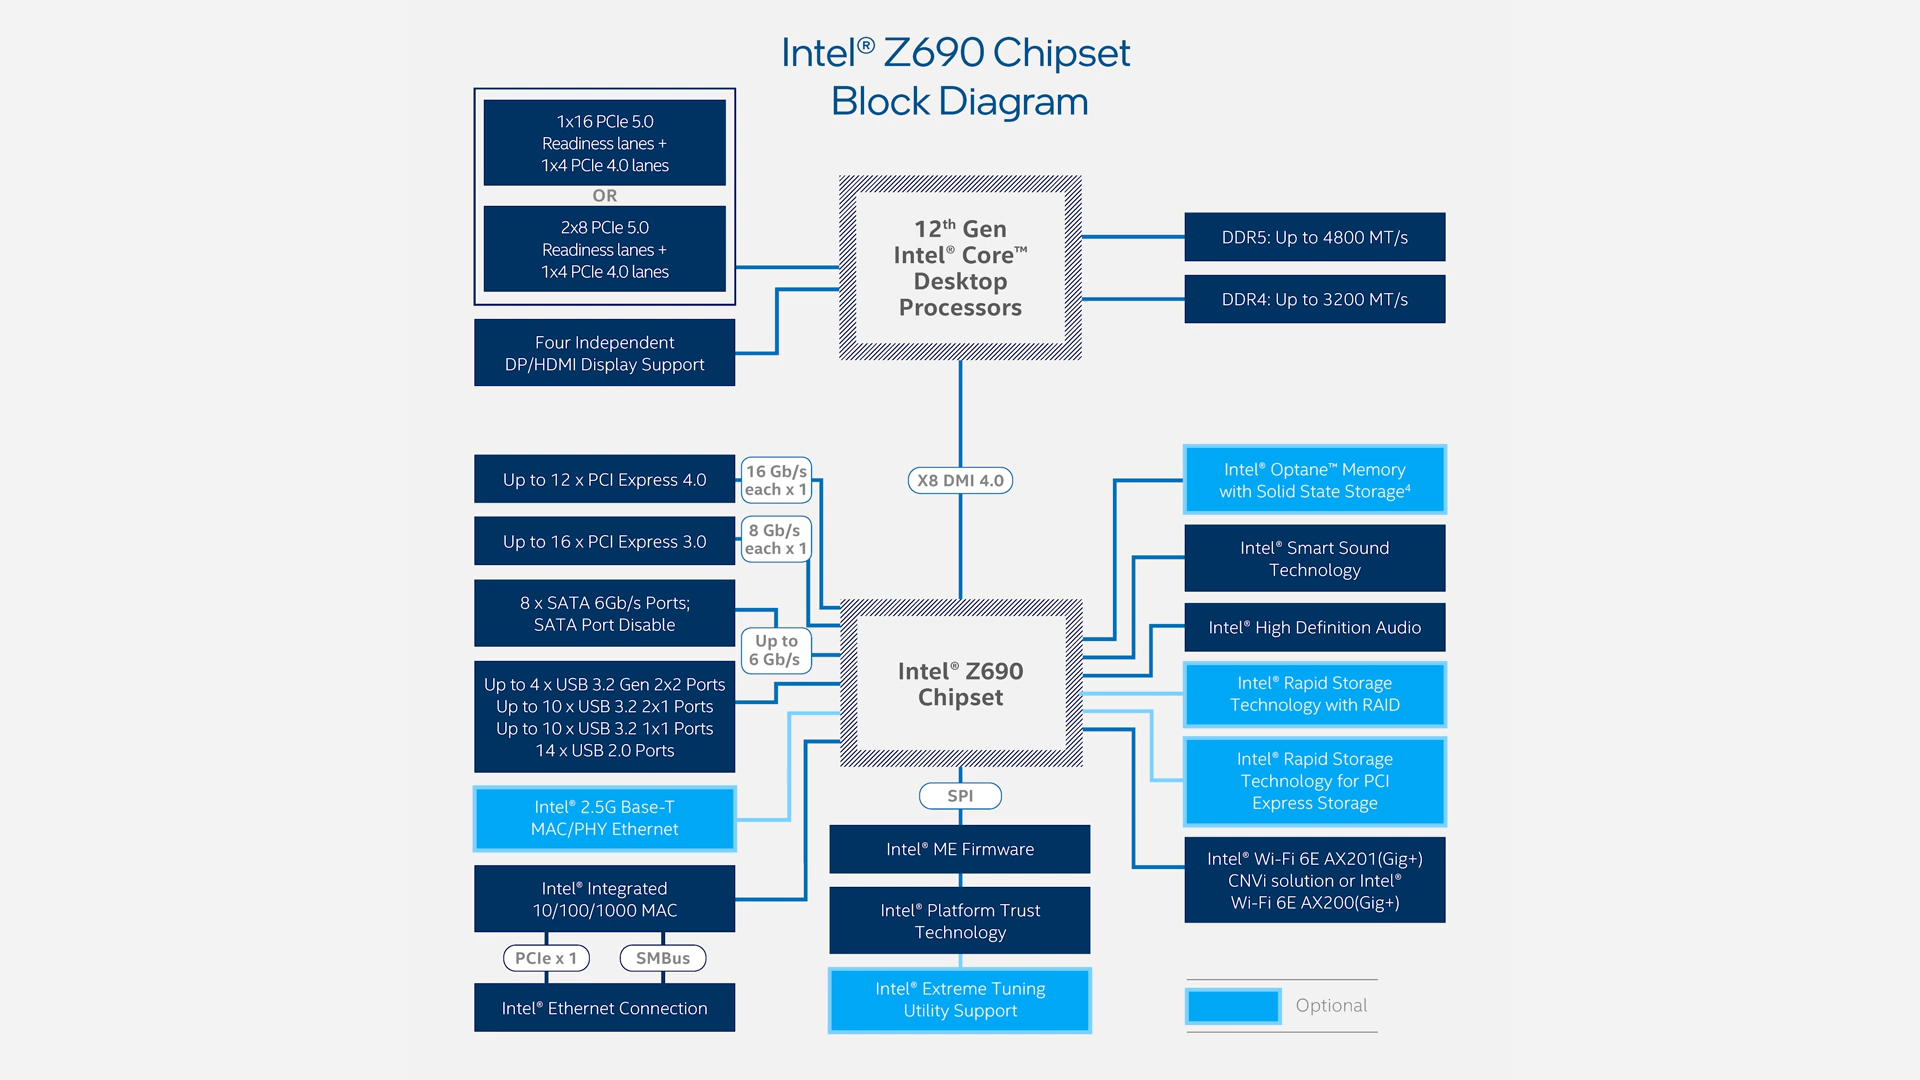 Intel® Z690 Chipset
Block Diagram
1x16 PCIe 5.0
Readiness lanes +
1x4 PCIe 4.0 lanes
OR
2x8 PCIe 5.0
Readiness lanes +
1x4 PCIe 4.0 lanes
Four Independent
DP/HDMI Display Support
12th Gen
Intel® Core™
Desktop
Processors
DDR5: Up to 4800 MT/s
DDR4: Up to 3200 MT/s
X8 DMI 4.0
Up to 12 x PCI Express 4.0
16 Gb/s
each x 1
Up to 16 x PCI Express 3.0
8 Gb/s
each x 1
8 x SATA 6Gb/s Ports;
SATA Port Disable
Up to
6 Gb/s
Up to 4 x USB 3.2 Gen 2x2 Ports
Up to 10 x USB 3.2 2x1 Ports
Up to 10 x USB 3.2 1x1 Ports
14 x USB 2.0 Ports
Intel® 2.5G Base-T
MAC/PHY Ethernet
Intel® Integrated
10/100/1000 MAC
PCIe x 1
SMBus
Intel® Ethernet Connection
Intel® Z690
Chipset
SPI
Intel® ME Firmware
Intel® Platform Trust
Technology
Intel® Extreme Tuning
Utility Support
Intel® Optane™ Memory
with Solid State Storage⁴
Intel® Smart Sound
Technology
Intel® High Definition Audio
Intel® Rapid Storage
Technology with RAID
Intel® Rapid Storage
Technology for PCI
Express Storage
Intel® Wi-Fi 6E AX201(Gig+)
CNVi solution or Intel®
Wi-Fi 6E AX200(Gig+)
Optional